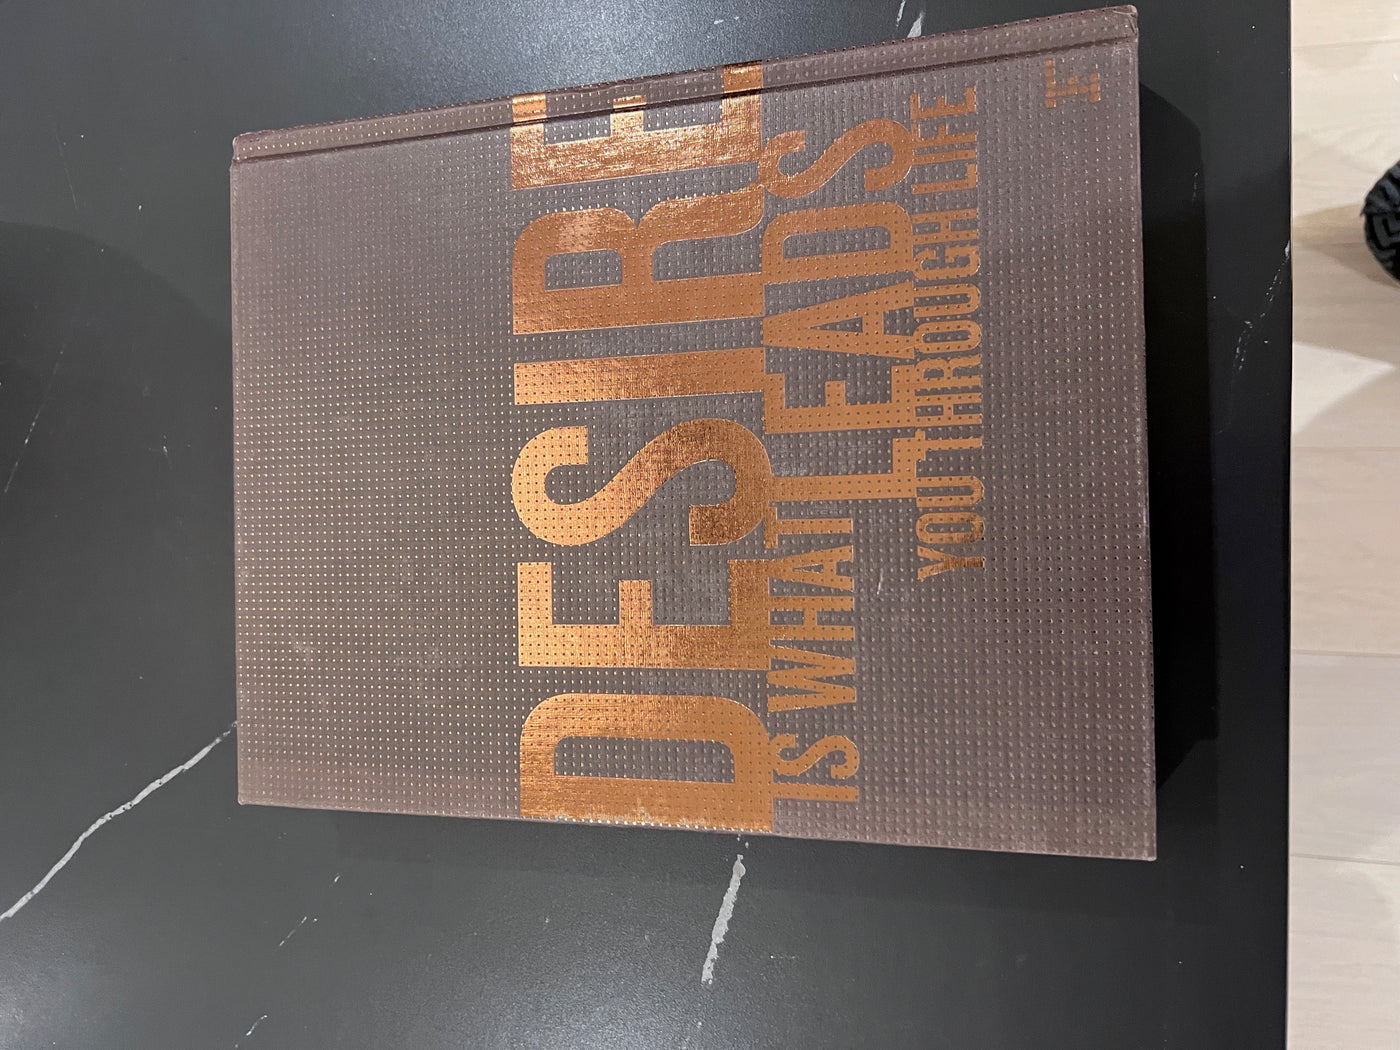 DESIRE
IS WHAT LEADS
YOU THROUGH LIFE